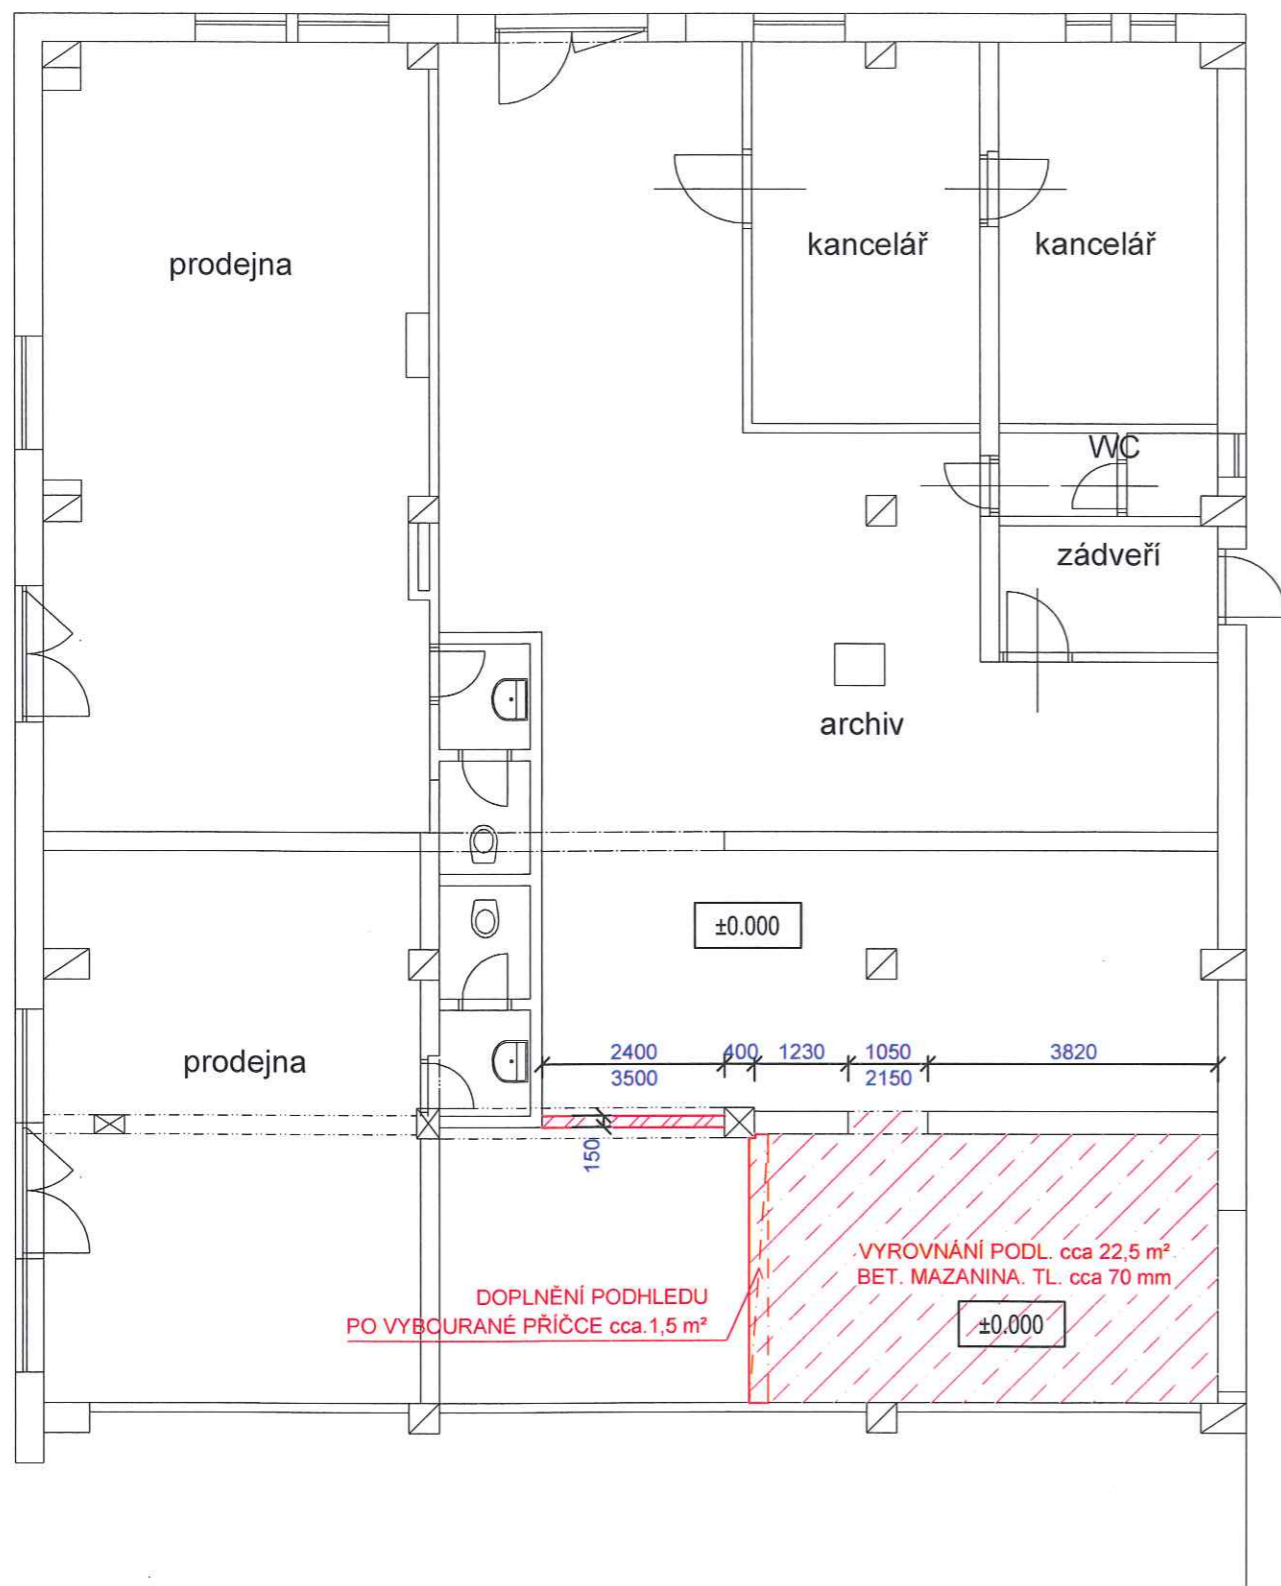 prodejna
kancelář
kancelář
WC
zádveří
archiv
±0.000
prodejna
2400
400
1230
1050
3820
3500
2150
150
VYROVNÁNÍ PODL. cca 22,5 m²
BET. MAZANINA. TL. cca 70 mm
DOPLNĚNÍ PODHLEDU
PO VYBOURANÉ PŘÍČCE cca.1,5 m²
±0.000